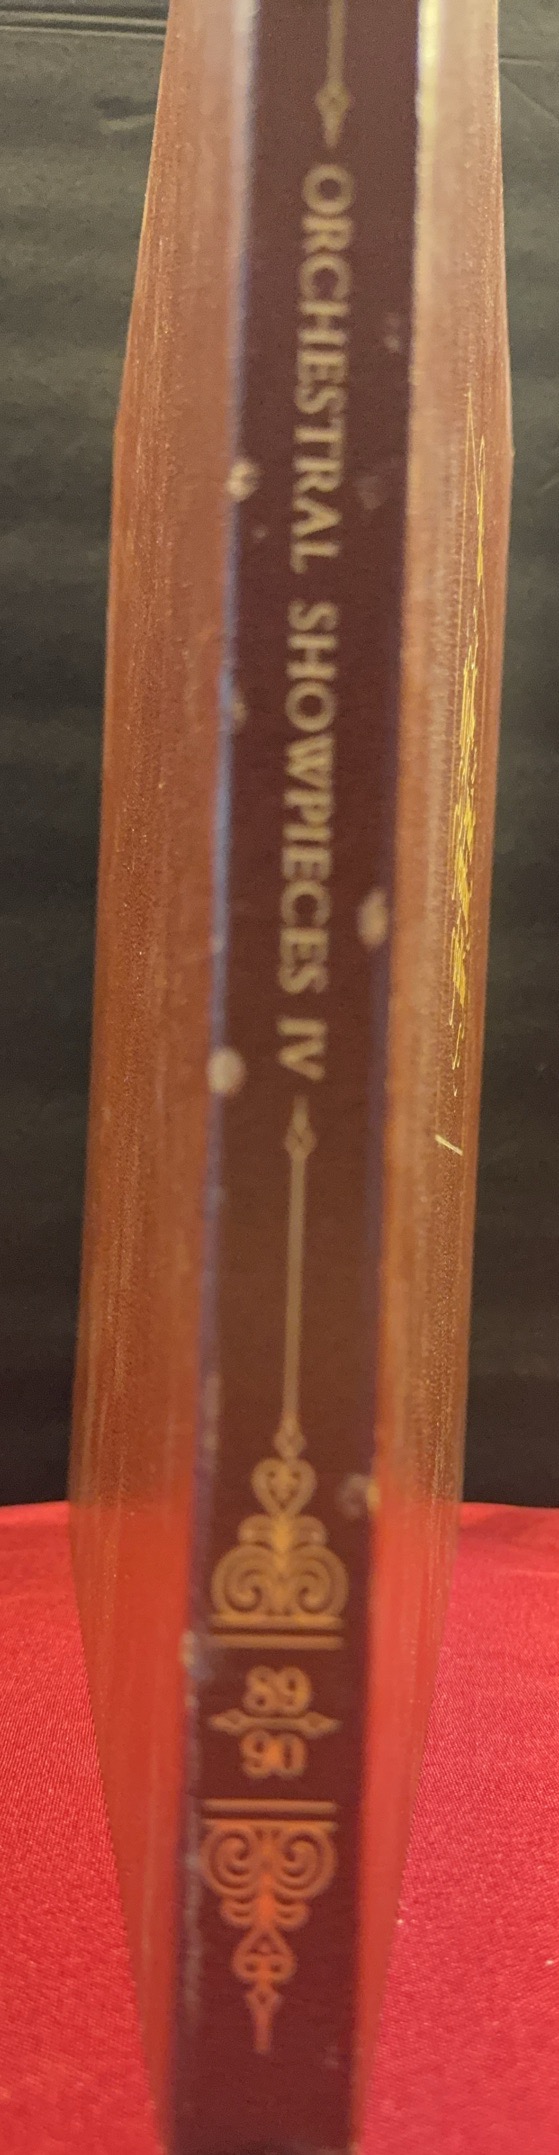 ORCHESTRAL SHOWPIECES IV
89
90